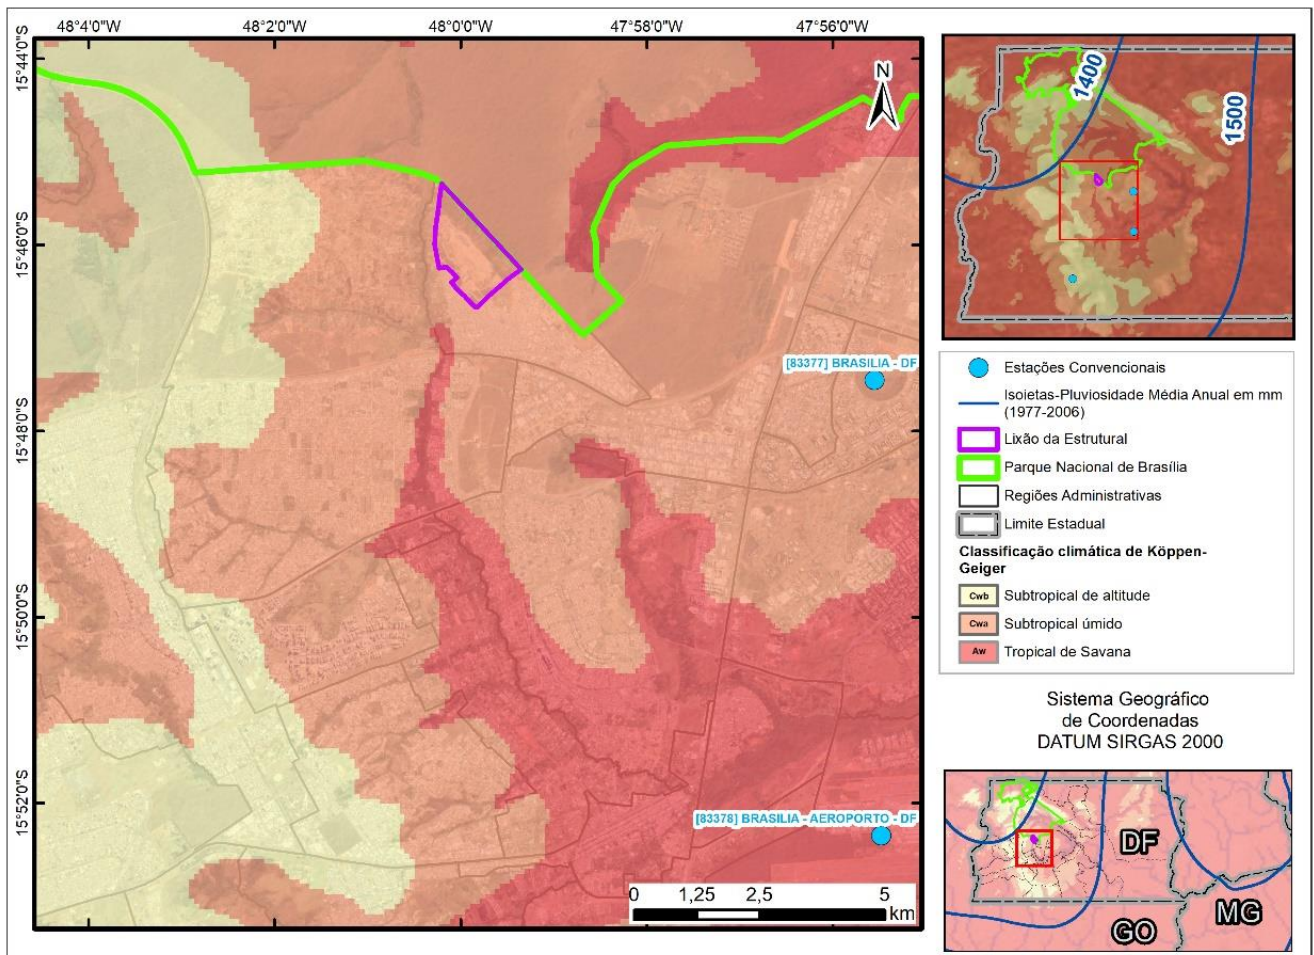 48°4'0"W
48°2'0"W
48°0'0"W
47°58'0"W
47°56'0"W
15°44'0"S
15°46'0"S
15°48'0"S
15°50'0"S
15°52'0"S
N
[83377] BRASILIA - DF
[83378] BRASILIA - AEROPORTO - DF
0
1,25
2,5
5
km
1400
1500
Estações Convencionais
Isoietas-Pluviosidade Média Anual em mm
(1977-2006)
Lixão da Estrutural
Parque Nacional de Brasília
Regiões Administrativas
Limite Estadual
Classificação climática de Köppen-
Geiger
Cwb Subtropical de altitude
Cwa Subtropical úmido
Aw Tropical de Savana
Sistema Geográfico
de Coordenadas
DATUM SIRGAS 2000
DF
MG
GO